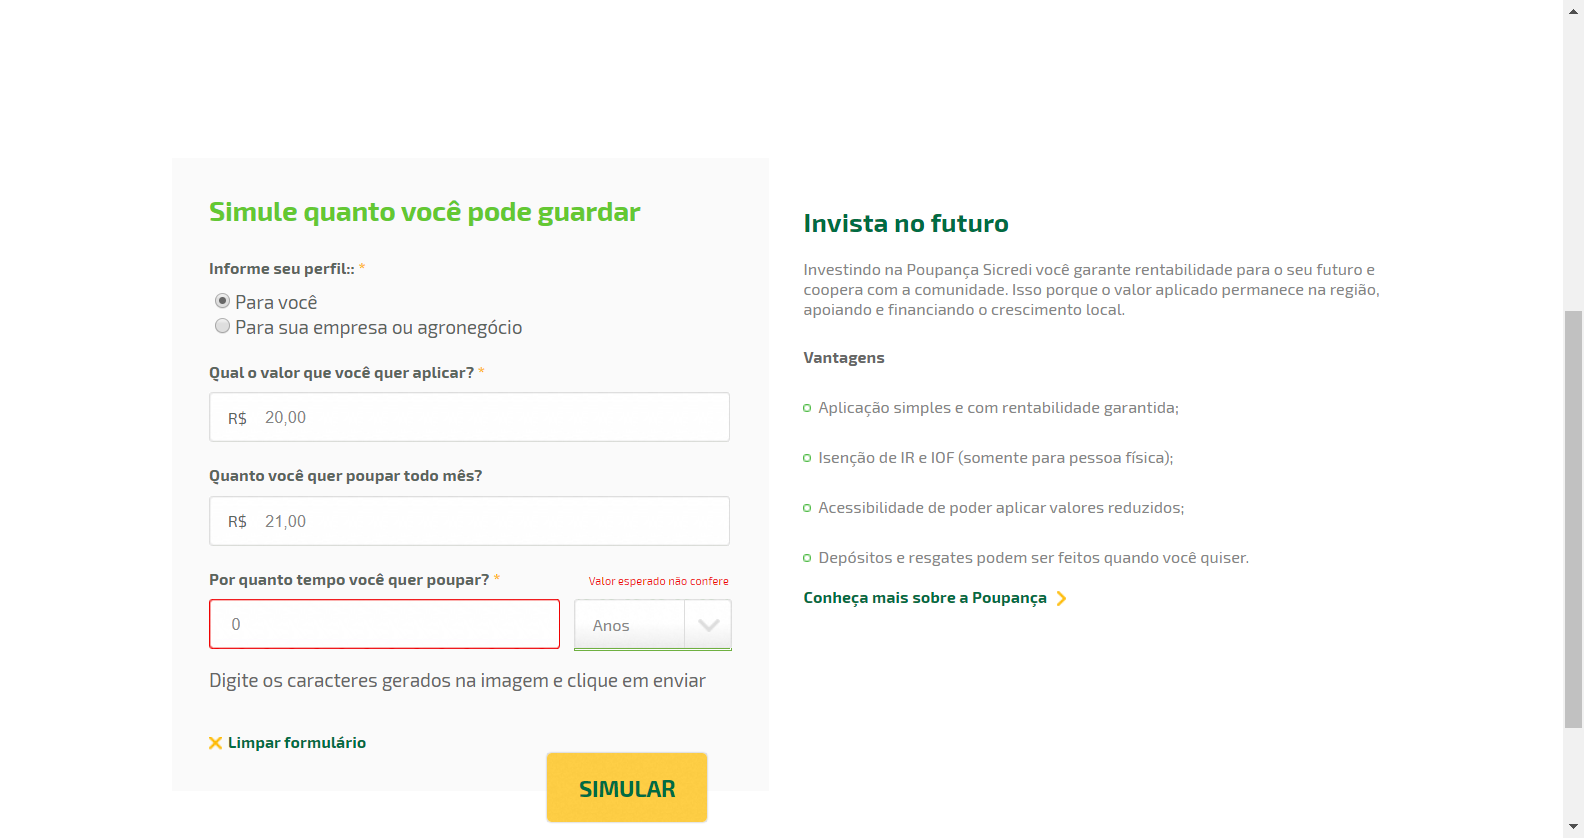 Simule quanto você pode guardar
Informe seu perfil:: *
Para você
Para sua empresa ou agronegócio
Qual o valor que você quer aplicar? *
R$ 20,00
Quanto você quer poupar todo mês?
R$ 21,00
Por quanto tempo você quer poupar? *
Valor esperado não confere
0
Anos
Digite os caracteres gerados na imagem e clique em enviar
Limpar formulário
SIMULAR
Invista no futuro
Investindo na Poupança Sicredi você garante rentabilidade para o seu futuro e
coopera com a comunidade. Isso porque o valor aplicado permanece na região,
apoiando e financiando o crescimento local.
Vantagens
Aplicação simples e com rentabilidade garantida;
Isenção de IR e IOF (somente para pessoa física);
Acessibilidade de poder aplicar valores reduzidos;
Depósitos e resgates podem ser feitos quando você quiser.
Conheça mais sobre a Poupança